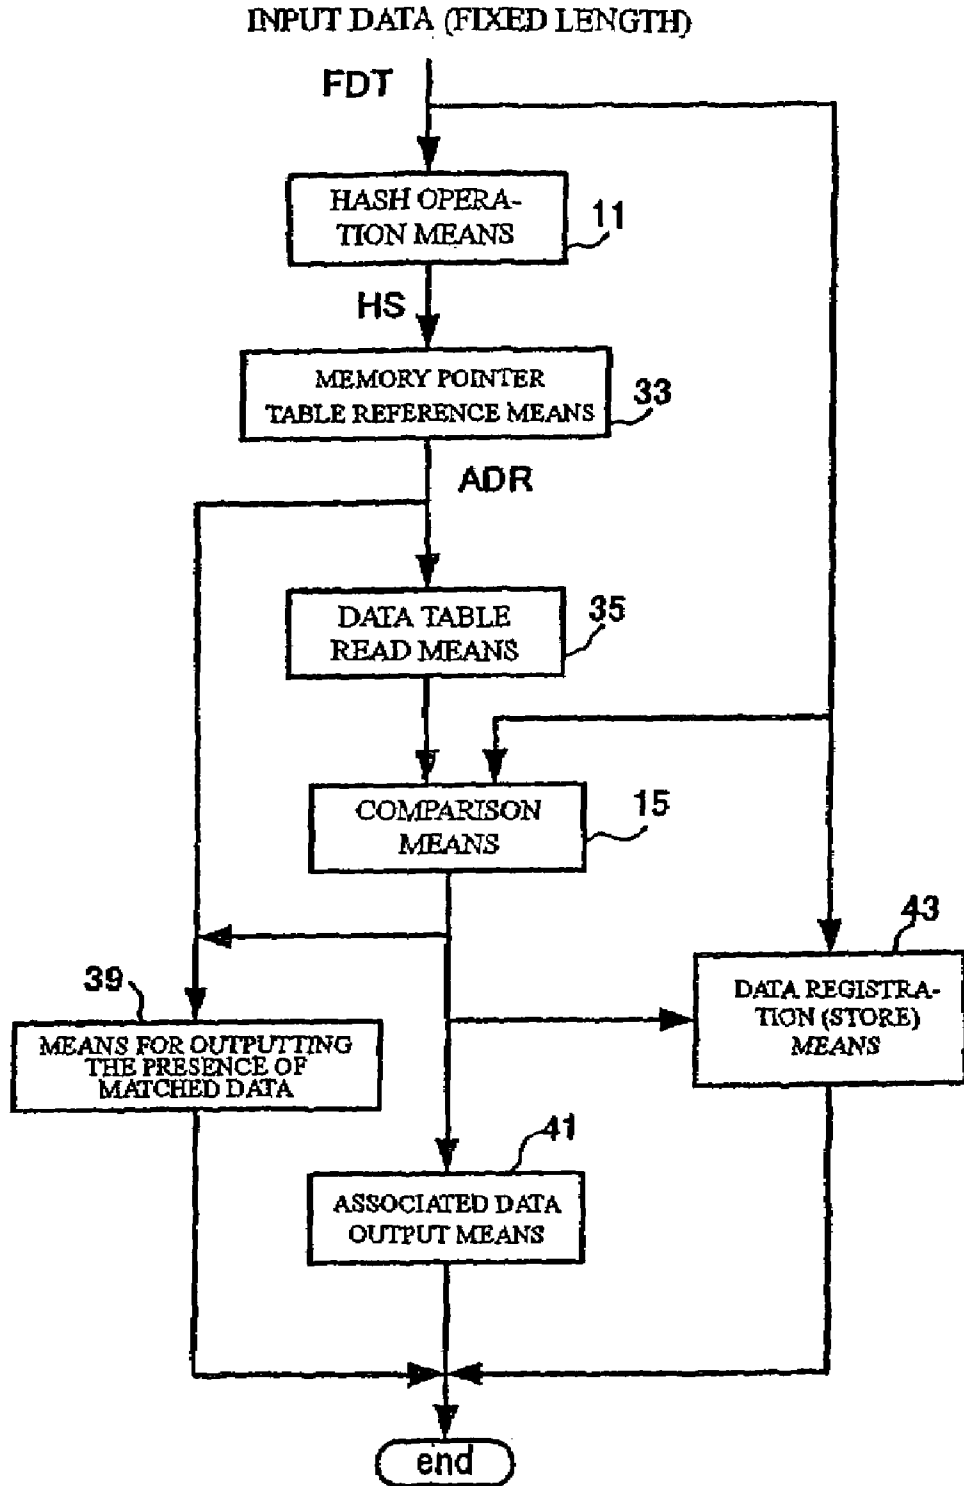 INPUT DATA (FIXED LENGTH)
FDT
HASH OPERA-
TION MEANS
11
HS
MEMORY POINTER
TABLE REFERENCE MEANS
33
ADR
DATA TABLE
READ MEANS
35
COMPARISON
MEANS
15
43
DATA REGISTRA-
TION (STORE)
MEANS
39
MEANS FOR OUTPUTTING
THE PRESENCE OF
MATCHED DATA
41
ASSOCIATED DATA
OUTPUT MEANS
end